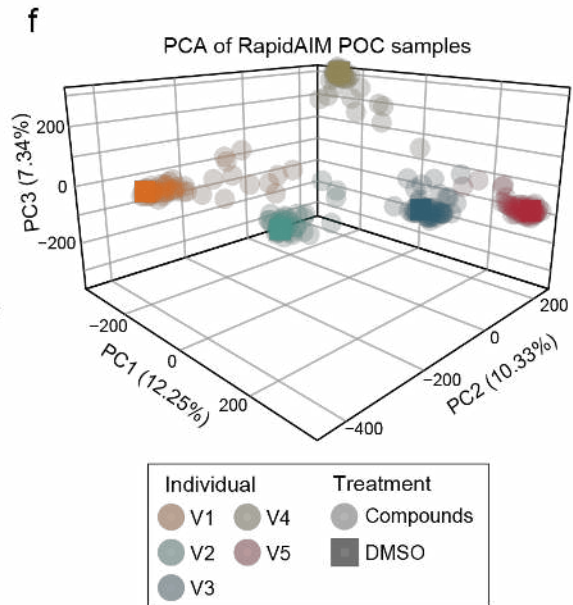 f
PCA of RapidAIM POC samples
PC3 (7.34%)
200
0
−200
−200
0
200
PC1 (12.25%)
−400
−200
0
200
PC2 (10.33%)
Individual
V1
V2
V3
V4
V5
Treatment
Compounds
DMSO